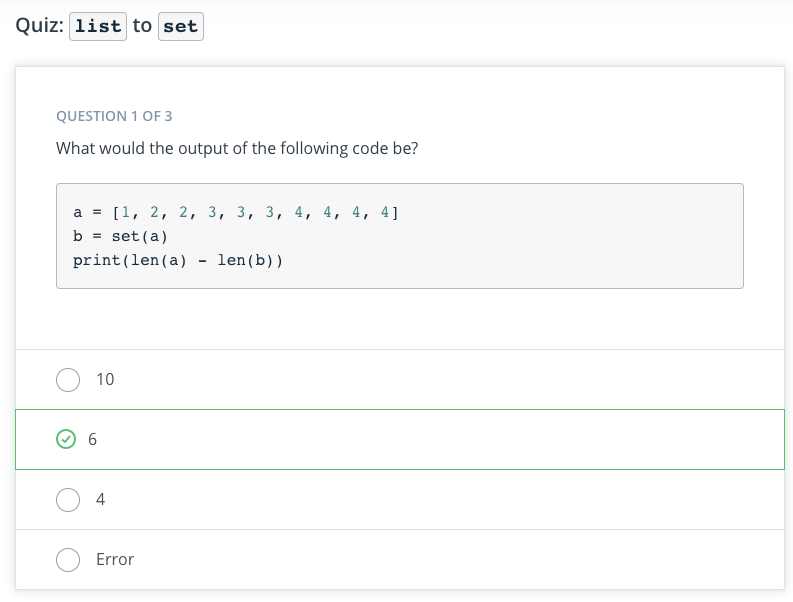 Quiz: list to set
QUESTION 1 OF 3
What would the output of the following code be?
a = [1, 2, 2, 3, 3, 3, 4, 4, 4, 4]
b = set(a)
print(len(a) - len(b))
10
6
4
Error